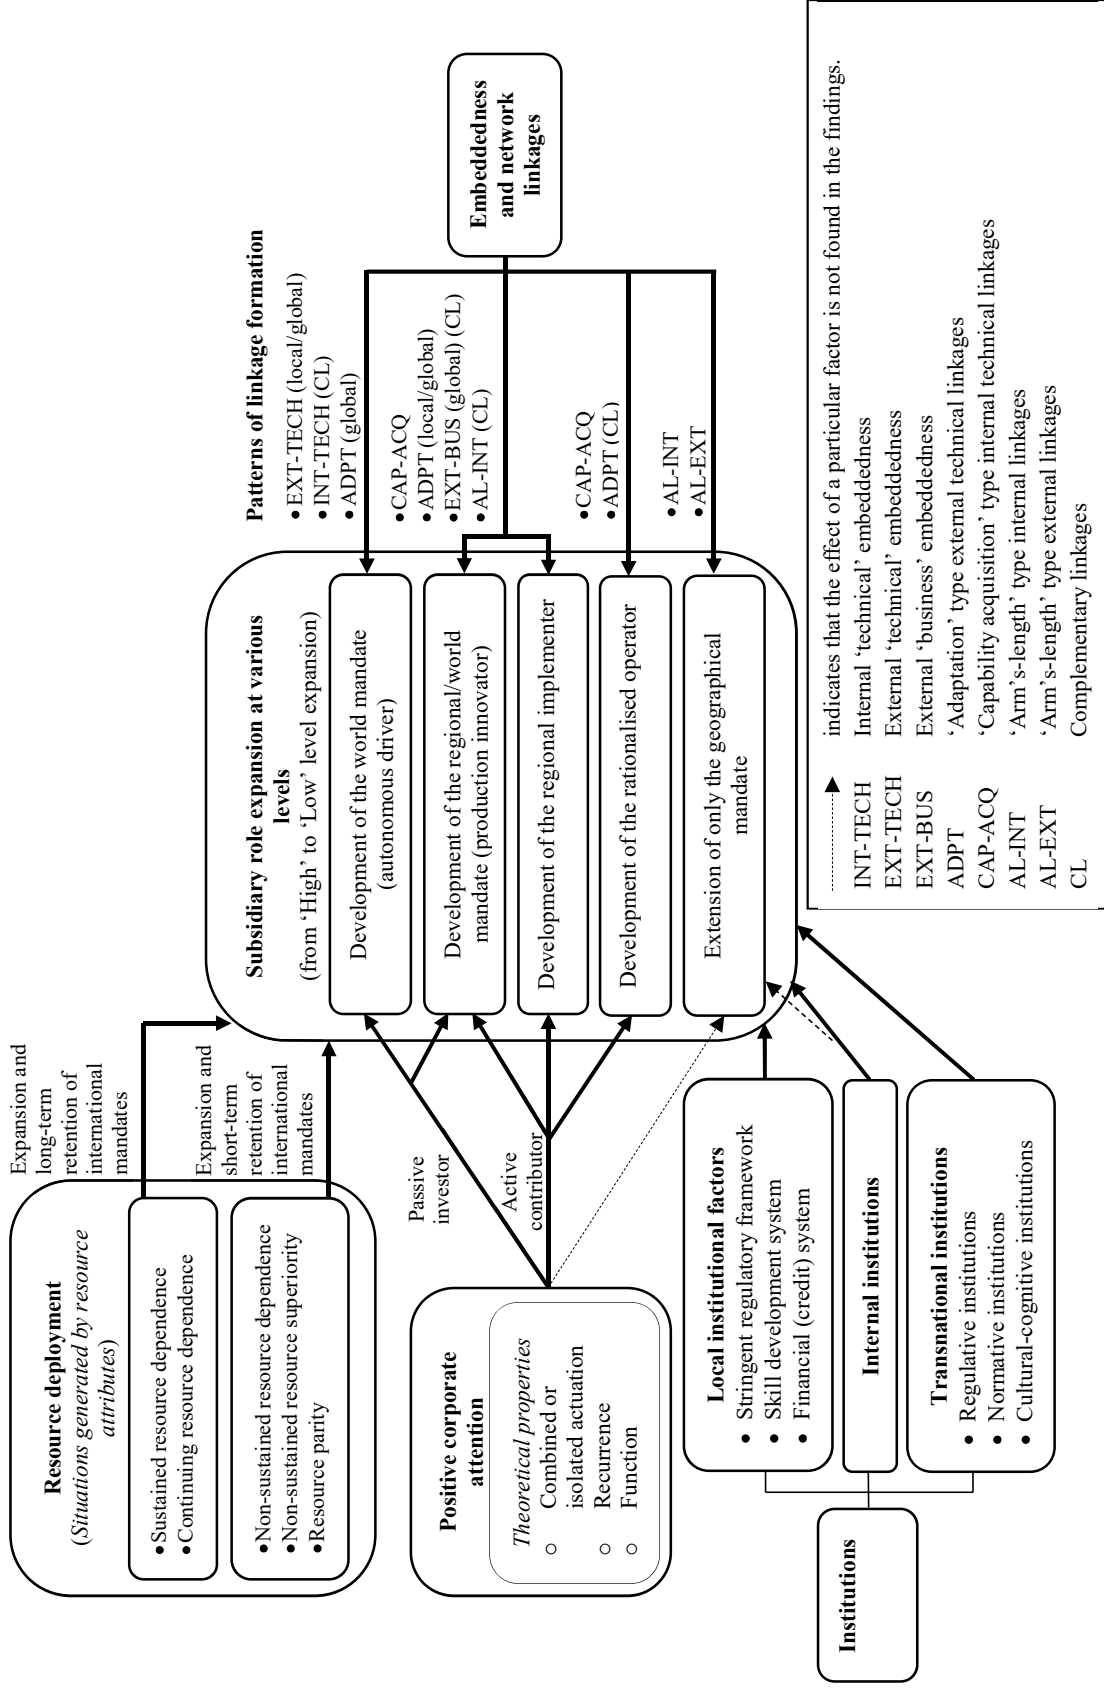 Resource deployment
(Situations generated by resource
attributes)
•Sustained resource dependence
•Continuing resource dependence
•Non-sustained resource dependence
•Non-sustained resource superiority
•Resource parity
Expansion and
long-term
retention of
international
mandates
Expansion and
short-term
retention of
international
mandates
Positive corporate
attention
Theoretical properties
○ Combined or
isolated actuation
○ Recurrence
○ Function
Passive
investor
Active
contributor
Institutions
Local institutional factors
• Stringent regulatory framework
• Skill development system
• Financial (credit) system
Internal institutions
Transnational institutions
• Regulative institutions
• Normative institutions
• Cultural-cognitive institutions
Subsidiary role expansion at various
levels
(from ‘High’ to ‘Low’ level expansion)
Development of the world mandate
(autonomous driver)
Development of the regional/world
mandate (production innovator)
Development of the regional implementer
Development of the rationalised operator
Extension of only the geographical
mandate
Patterns of linkage formation
•EXT-TECH (local/global)
•INT-TECH (CL)
•ADPT (global)
•CAP-ACQ
•ADPT (local/global)
•EXT-BUS (global) (CL)
•AL-INT (CL)
•CAP-ACQ
•ADPT (CL)
•AL-INT
•AL-EXT
Embeddedness
and network
linkages
indicates that the effect of a particular factor is not found in the findings.
INT-TECH Internal ‘technical’ embeddedness
EXT-TECH External ‘technical’ embeddedness
EXT-BUS External ‘business’ embeddedness
ADPT ‘Adaptation’ type external technical linkages
CAP-ACQ ‘Capability acquisition’ type internal technical linkages
AL-INT ‘Arm’s-length’ type internal linkages
AL-EXT ‘Arm’s-length’ type external linkages
CL Complementary linkages